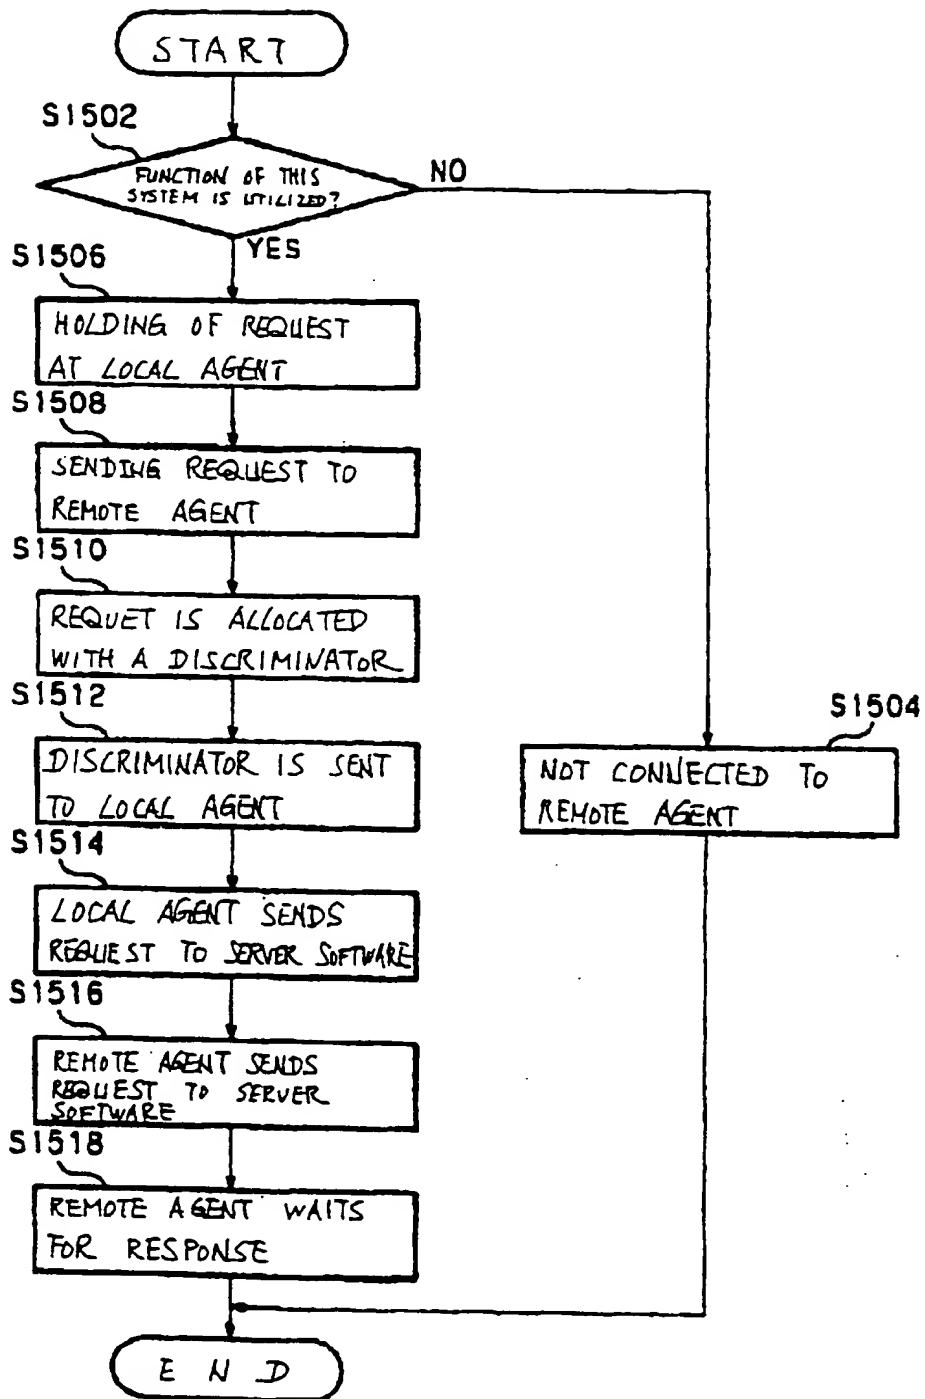 START
S1502
FUNCTION OF THIS
SYSTEM IS UTILIZED?
NO
YES
S1506
HOLDING OF REQUEST
AT LOCAL AGENT
S1508
SENDING REQUEST TO
REMOTE AGENT
S1510
REQUET IS ALLOCATED
WITH A DISCRIMINATOR
S1512
DISCRIMINATOR IS SENT
TO LOCAL AGENT
S1504
NOT CONNECTED TO
REMOTE AGENT
S1514
LOCAL AGENT SENDS
REQUEST TO SERVER SOFTWARE
S1516
REMOTE AGENT SENDS
REQUEST TO SERVER
SOFTWARE
S1518
REMOTE AGENT WAITS
FOR RESPONSE
END